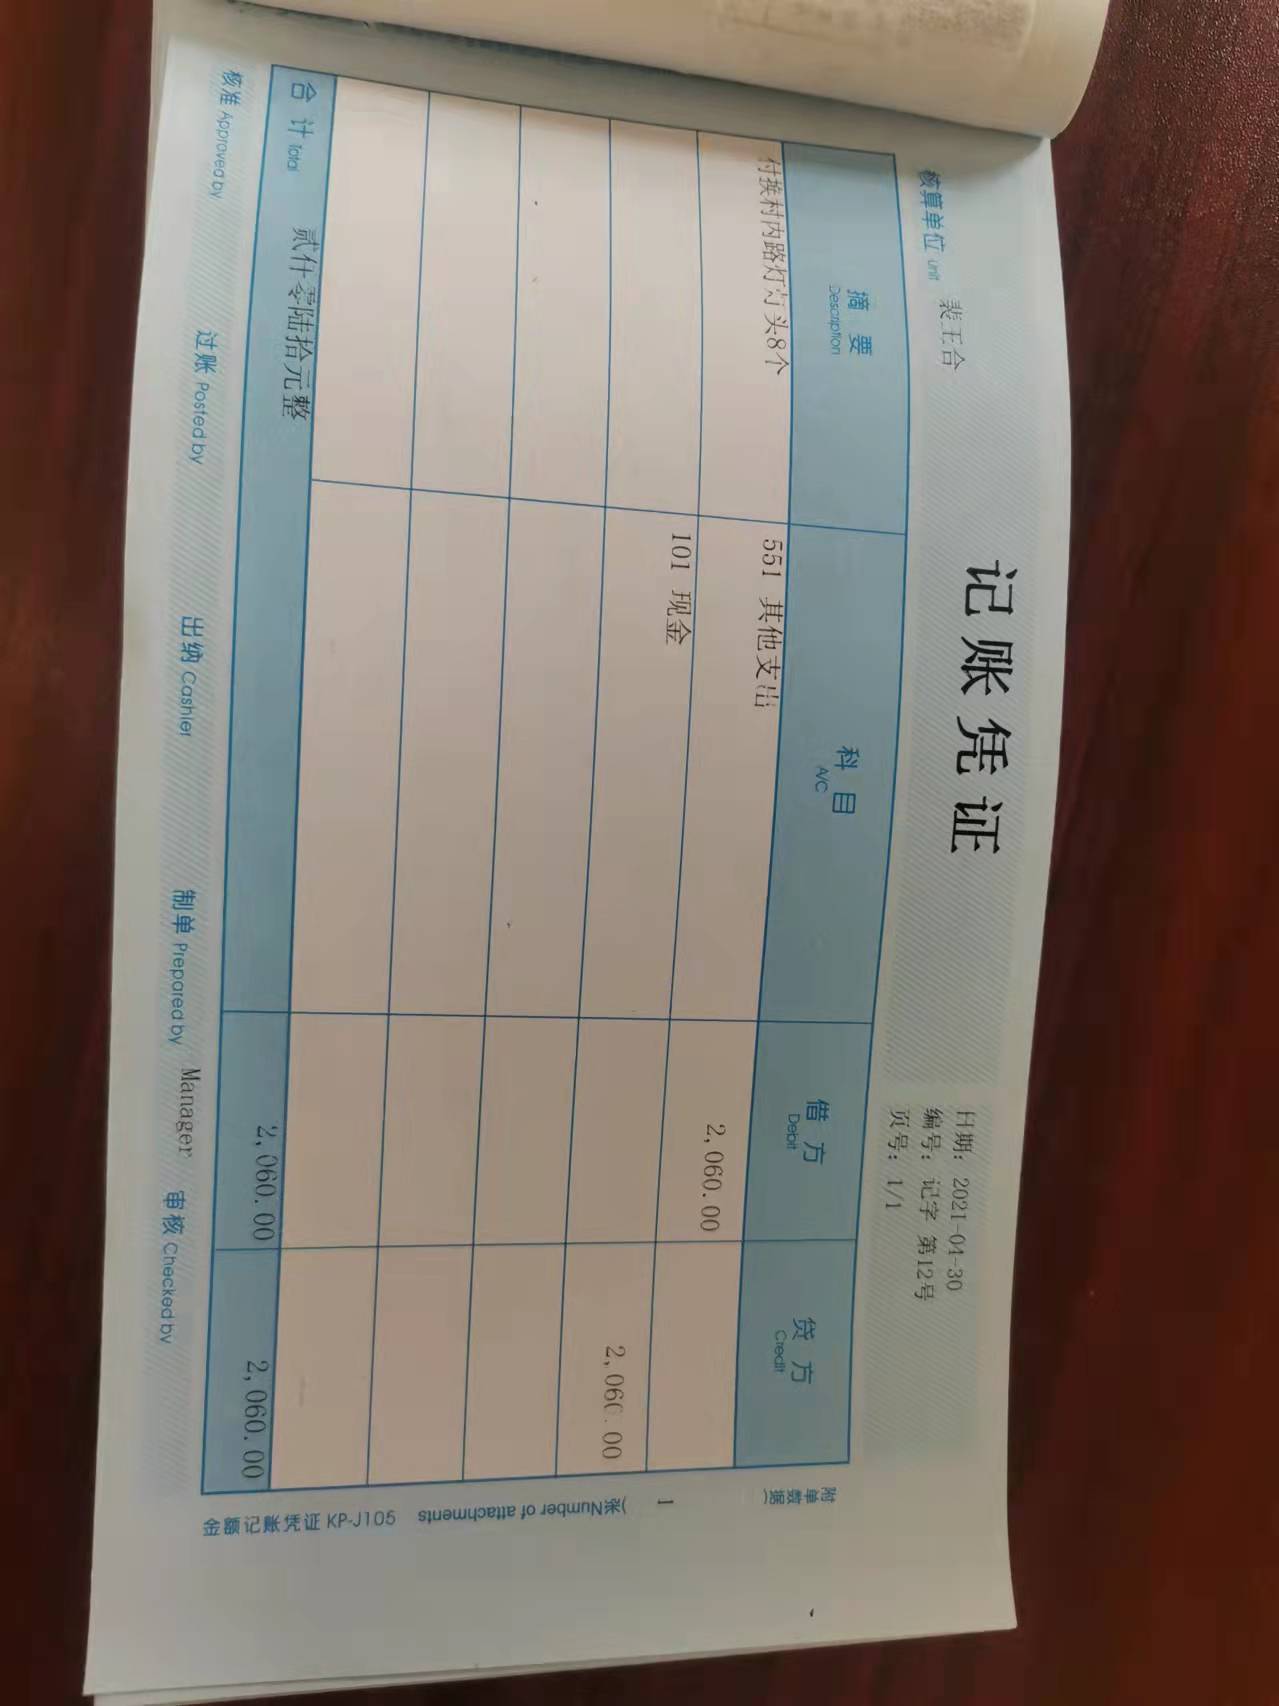 记账凭证
核算单位 unit 裴王合
日期：2021-04-30
编号：记字 第12号
页号：1/1
摘 要 Description 科 目 A/C 借 方 Debit 贷 方 Credit
付换村内路灯灯头8个 551 其他支出 2,060.00
101 现金 2,060.00
合 计 Total 贰仟零陆拾元整 2,060.00 2,060.00
附单数据(
1
)张Number of attachments
金额记账凭证 KP-J105
核准 Approved by 过账 Posted by 出纳 Cashier 制单 Prepared by Manager 审核 Checked by